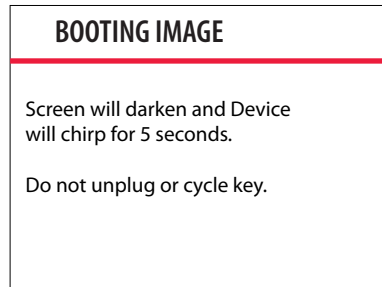 BOOTING IMAGE
Screen will darken and Device
will chirp for 5 seconds.
Do not unplug or cycle key.